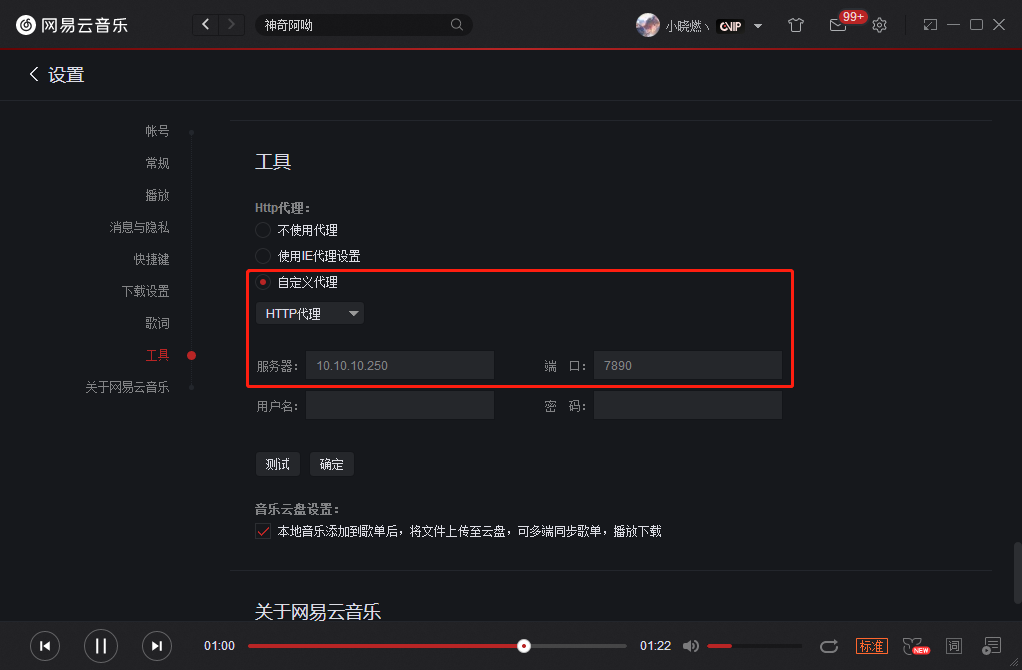 网易云音乐
神奇阿呦
小晓燃丶
VIP
99+
设置
帐号
常规
播放
消息与隐私
快捷键
下载设置
歌词
工具
关于网易云音乐
工具
Http代理：
不使用代理
使用IE代理设置
自定义代理
HTTP代理
服务器： 10.10.10.250 端 口： 7890
用户名： 密 码：
测试 确定
音乐云盘设置：
本地音乐添加到歌单后，将文件上传至云盘，可多端同步歌单，播放下载
关于网易云音乐
01:00 01:22 标准 NEW 词